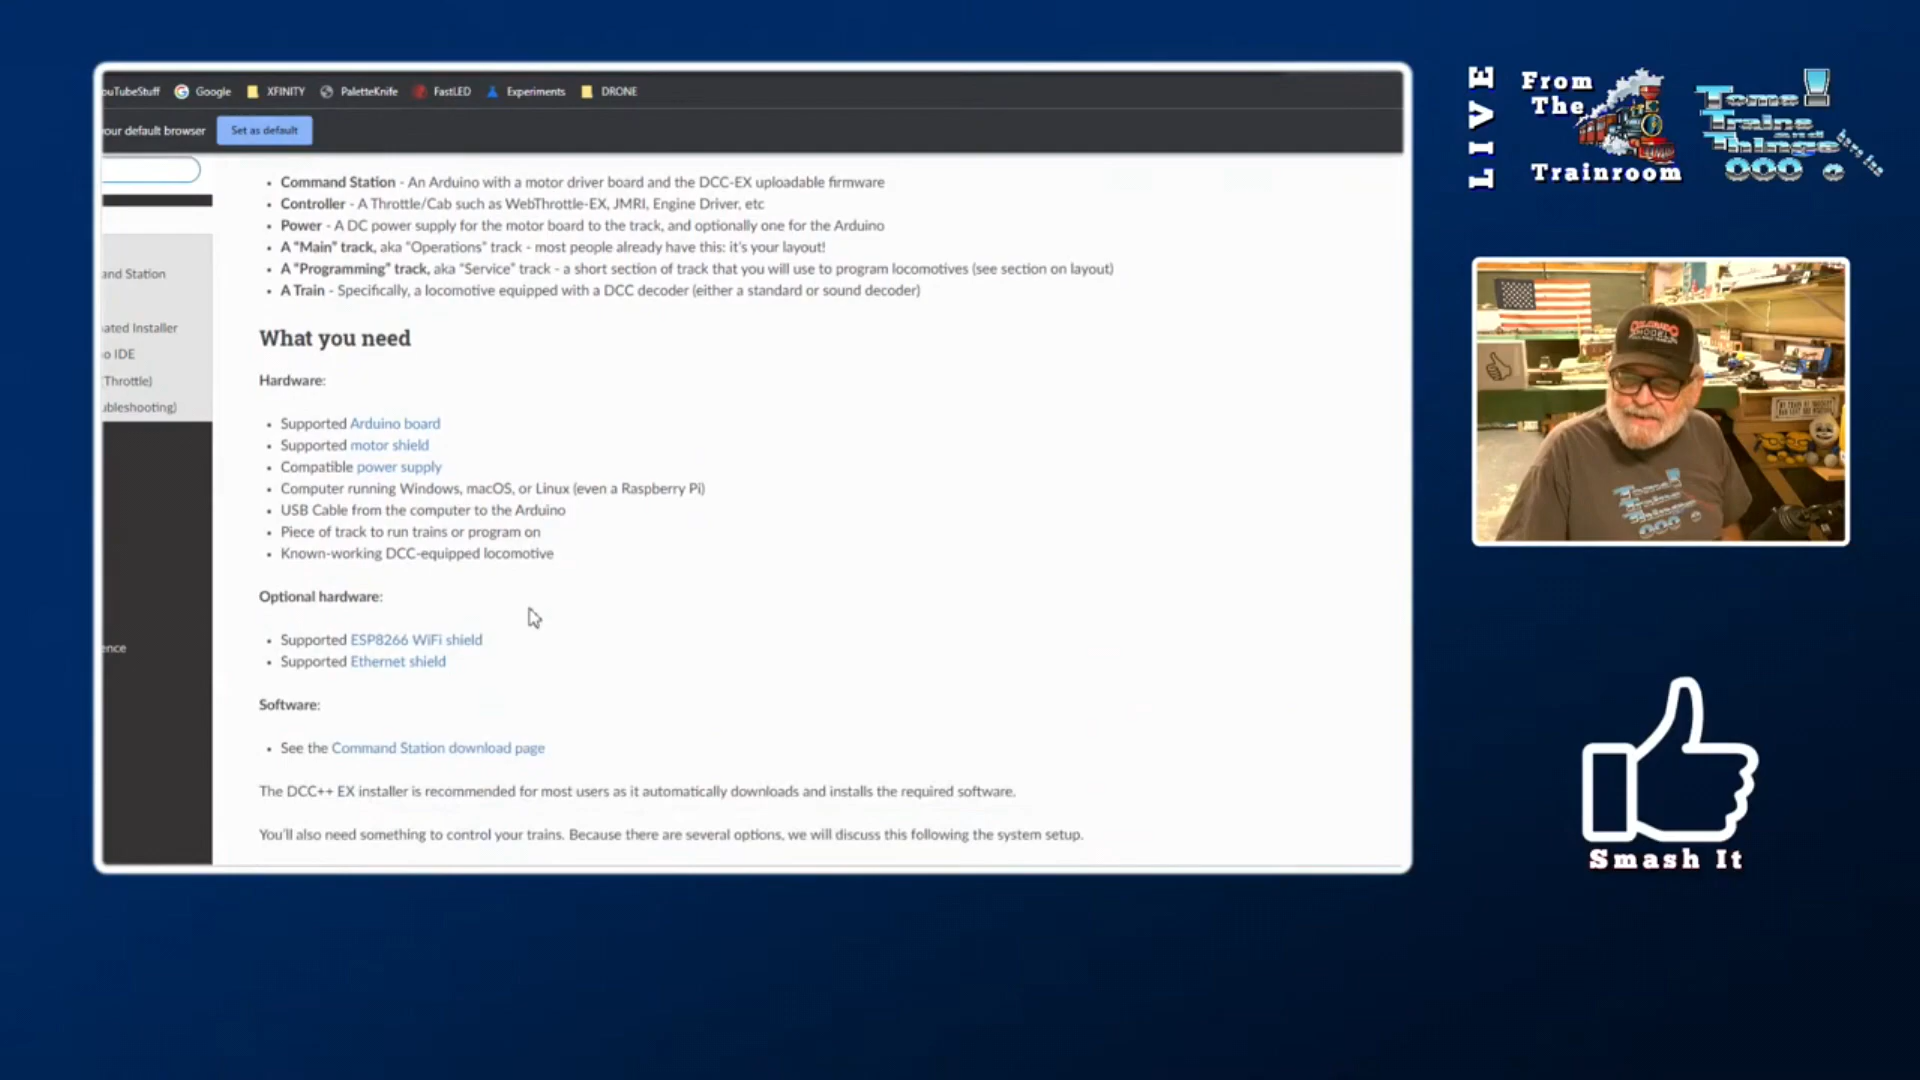 ouTubeStuff Google XFINITY PaletteKnife FastLED Experiments DRONE
our default browser Set as default
Command Station - An Arduino with a motor driver board and the DCC-EX uploadable firmware
Controller - A Throttle/Cab such as WebThrottle-EX, JMRI, Engine Driver, etc
Power - A DC power supply for the motor board to the track, and optionally one for the Arduino
A “Main” track, aka “Operations” track - most people already have this: it’s your layout!
A “Programming” track, aka “Service” track - a short section of track that you will use to program locomotives (see section on layout)
A Train - Specifically, a locomotive equipped with a DCC decoder (either a standard or sound decoder)
and Station
ated Installer
o IDE
Throttle)
ubleshooting)
ence
What you need
Hardware:
Supported Arduino board
Supported motor shield
Compatible power supply
Computer running Windows, macOS, or Linux (even a Raspberry Pi)
USB Cable from the computer to the Arduino
Piece of track to run trains or program on
Known-working DCC-equipped locomotive
Optional hardware:
Supported ESP8266 WiFi shield
Supported Ethernet shield
Software:
See the Command Station download page
The DCC++ EX installer is recommended for most users as it automatically downloads and installs the required software.
You’ll also need something to control your trains. Because there are several options, we will discuss this following the system setup.
LIVE
From
The
Trainroom
Toms
Trains
and
Things
Smash It